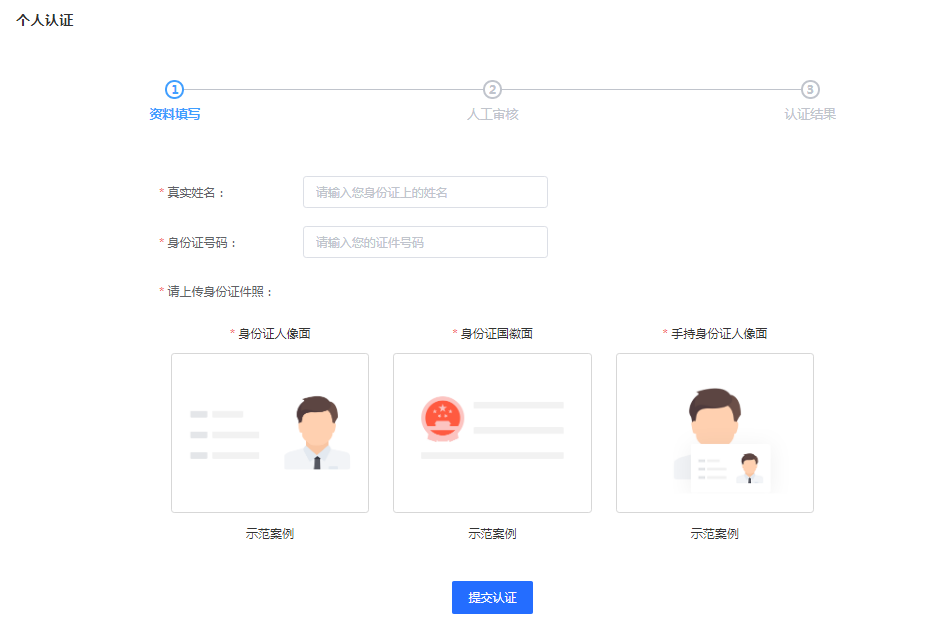 个人认证
1
2
3
资料填写
人工审核
认证结果
* 真实姓名：
请输入您身份证上的姓名
* 身份证号码：
请输入您的证件号码
* 请上传身份证件照：
* 身份证人像面
* 身份证国徽面
* 手持身份证人像面
示范案例
示范案例
示范案例
提交认证